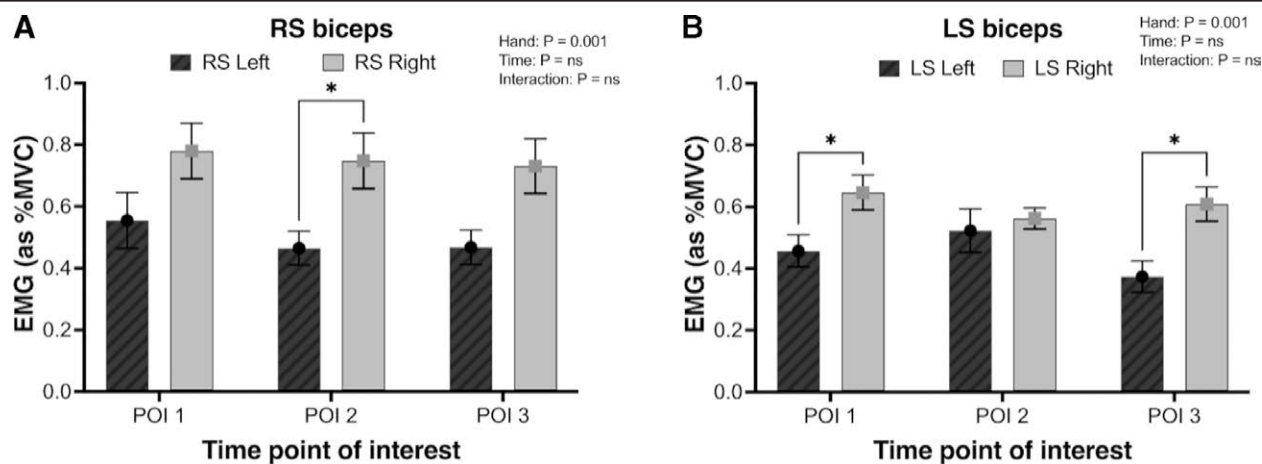 A
RS biceps
Hand: P = 0.001
Time: P = ns
Interaction: P = ns
RS Left
RS Right
EMG (as %MVC)
1.0
0.8
0.6
0.4
0.2
0.0
*
POI 1
POI 2
POI 3
Time point of interest
B
LS biceps
Hand: P = 0.001
Time: P = ns
Interaction: P = ns
LS Left
LS Right
EMG (as %MVC)
1.0
0.8
0.6
0.4
0.2
0.0
*
*
POI 1
POI 2
POI 3
Time point of interest